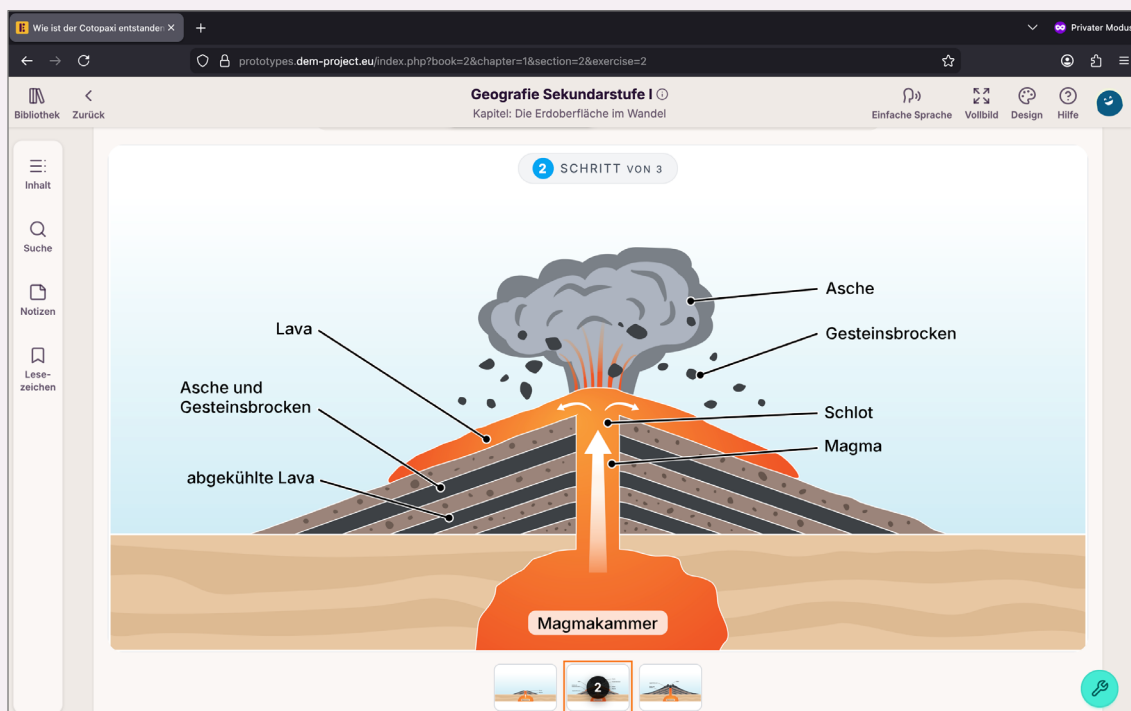 Wie ist der Cotopaxi entstanden
Privater Modus
prototypes.dem-project.eu/index.php?book=2&chapter=1&section=2&exercise=2
Bibliothek
Zurück
Geografie Sekundarstufe I
Kapitel: Die Erdoberfläche im Wandel
Einfache Sprache
Vollbild
Design
Hilfe
Inhalt
Suche
Notizen
Lese-
zeichen
2 SCHRITT VON 3
Asche
Gesteinsbrocken
Lava
Asche und
Gesteinsbrocken
Schlot
Magma
abgekühlte Lava
Magmakammer
2